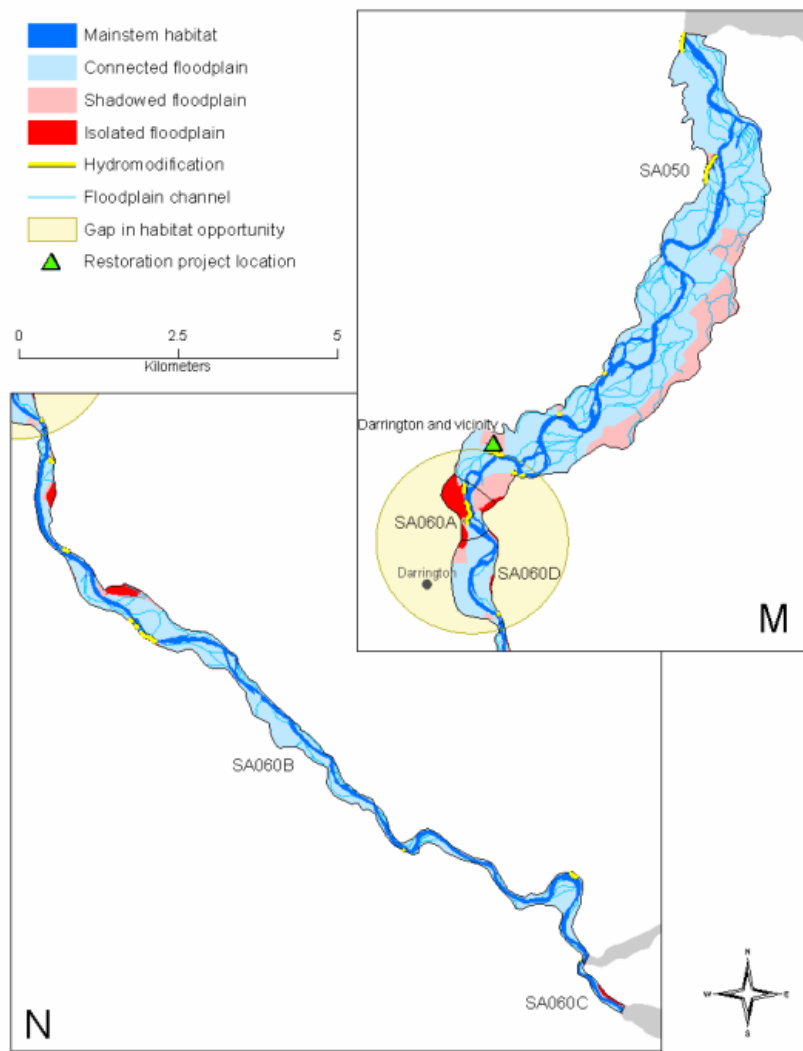 Mainstem habitat
Connected floodplain
Shadowed floodplain
Isolated floodplain
Hydromodification
Floodplain channel
Gap in habitat opportunity
Restoration project location
0 2.5 5
Kilometers
SA050
Darrington and vicinity
SA060A
Darrington
SA060D
M
SA060B
SA060C
N
N
W E
S